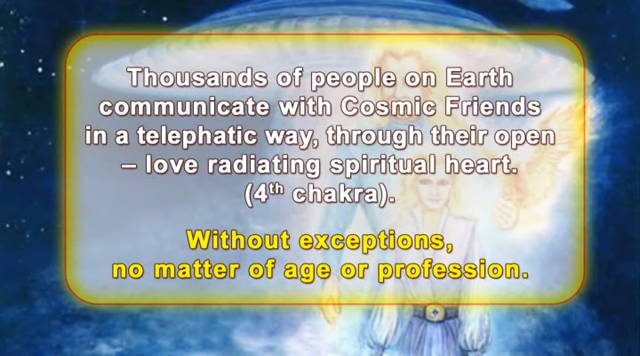 Thousands of people on Earth
communicate with Cosmic Friends
in a telephatic way, through their open
– love radiating spiritual heart.
(4th chakra).
Without exceptions,
no matter of age or profession.